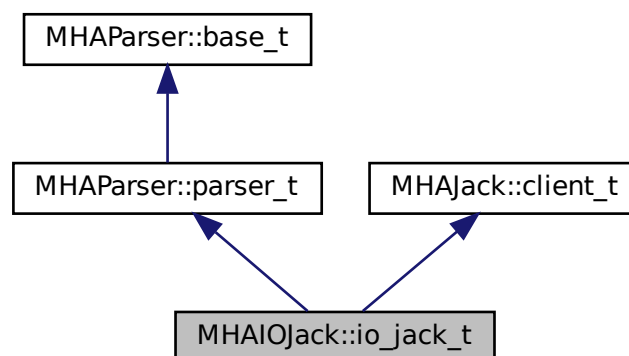 MHAParser::base_t
MHAParser::parser_t
MHAJack::client_t
MHAIOJack::io_jack_t